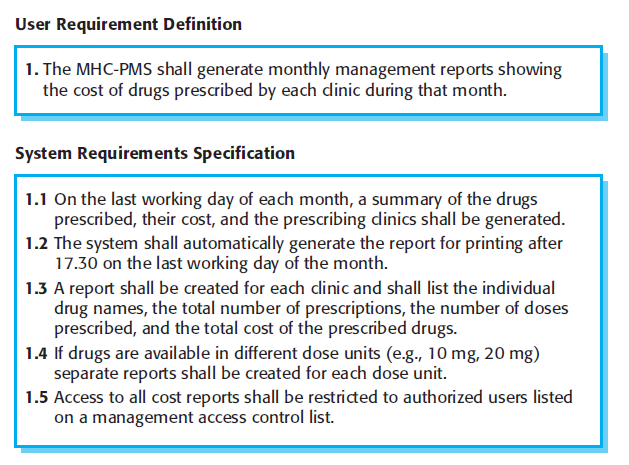 User Requirement Definition
1. The MHC-PMS shall generate monthly management reports showing
the cost of drugs prescribed by each clinic during that month.
System Requirements Specification
1.1 On the last working day of each month, a summary of the drugs
prescribed, their cost, and the prescribing clinics shall be generated.
1.2 The system shall automatically generate the report for printing after
17.30 on the last working day of the month.
1.3 A report shall be created for each clinic and shall list the individual
drug names, the total number of prescriptions, the number of doses
prescribed, and the total cost of the prescribed drugs.
1.4 If drugs are available in different dose units (e.g., 10 mg, 20 mg)
separate reports shall be created for each dose unit.
1.5 Access to all cost reports shall be restricted to authorized users listed
on a management access control list.